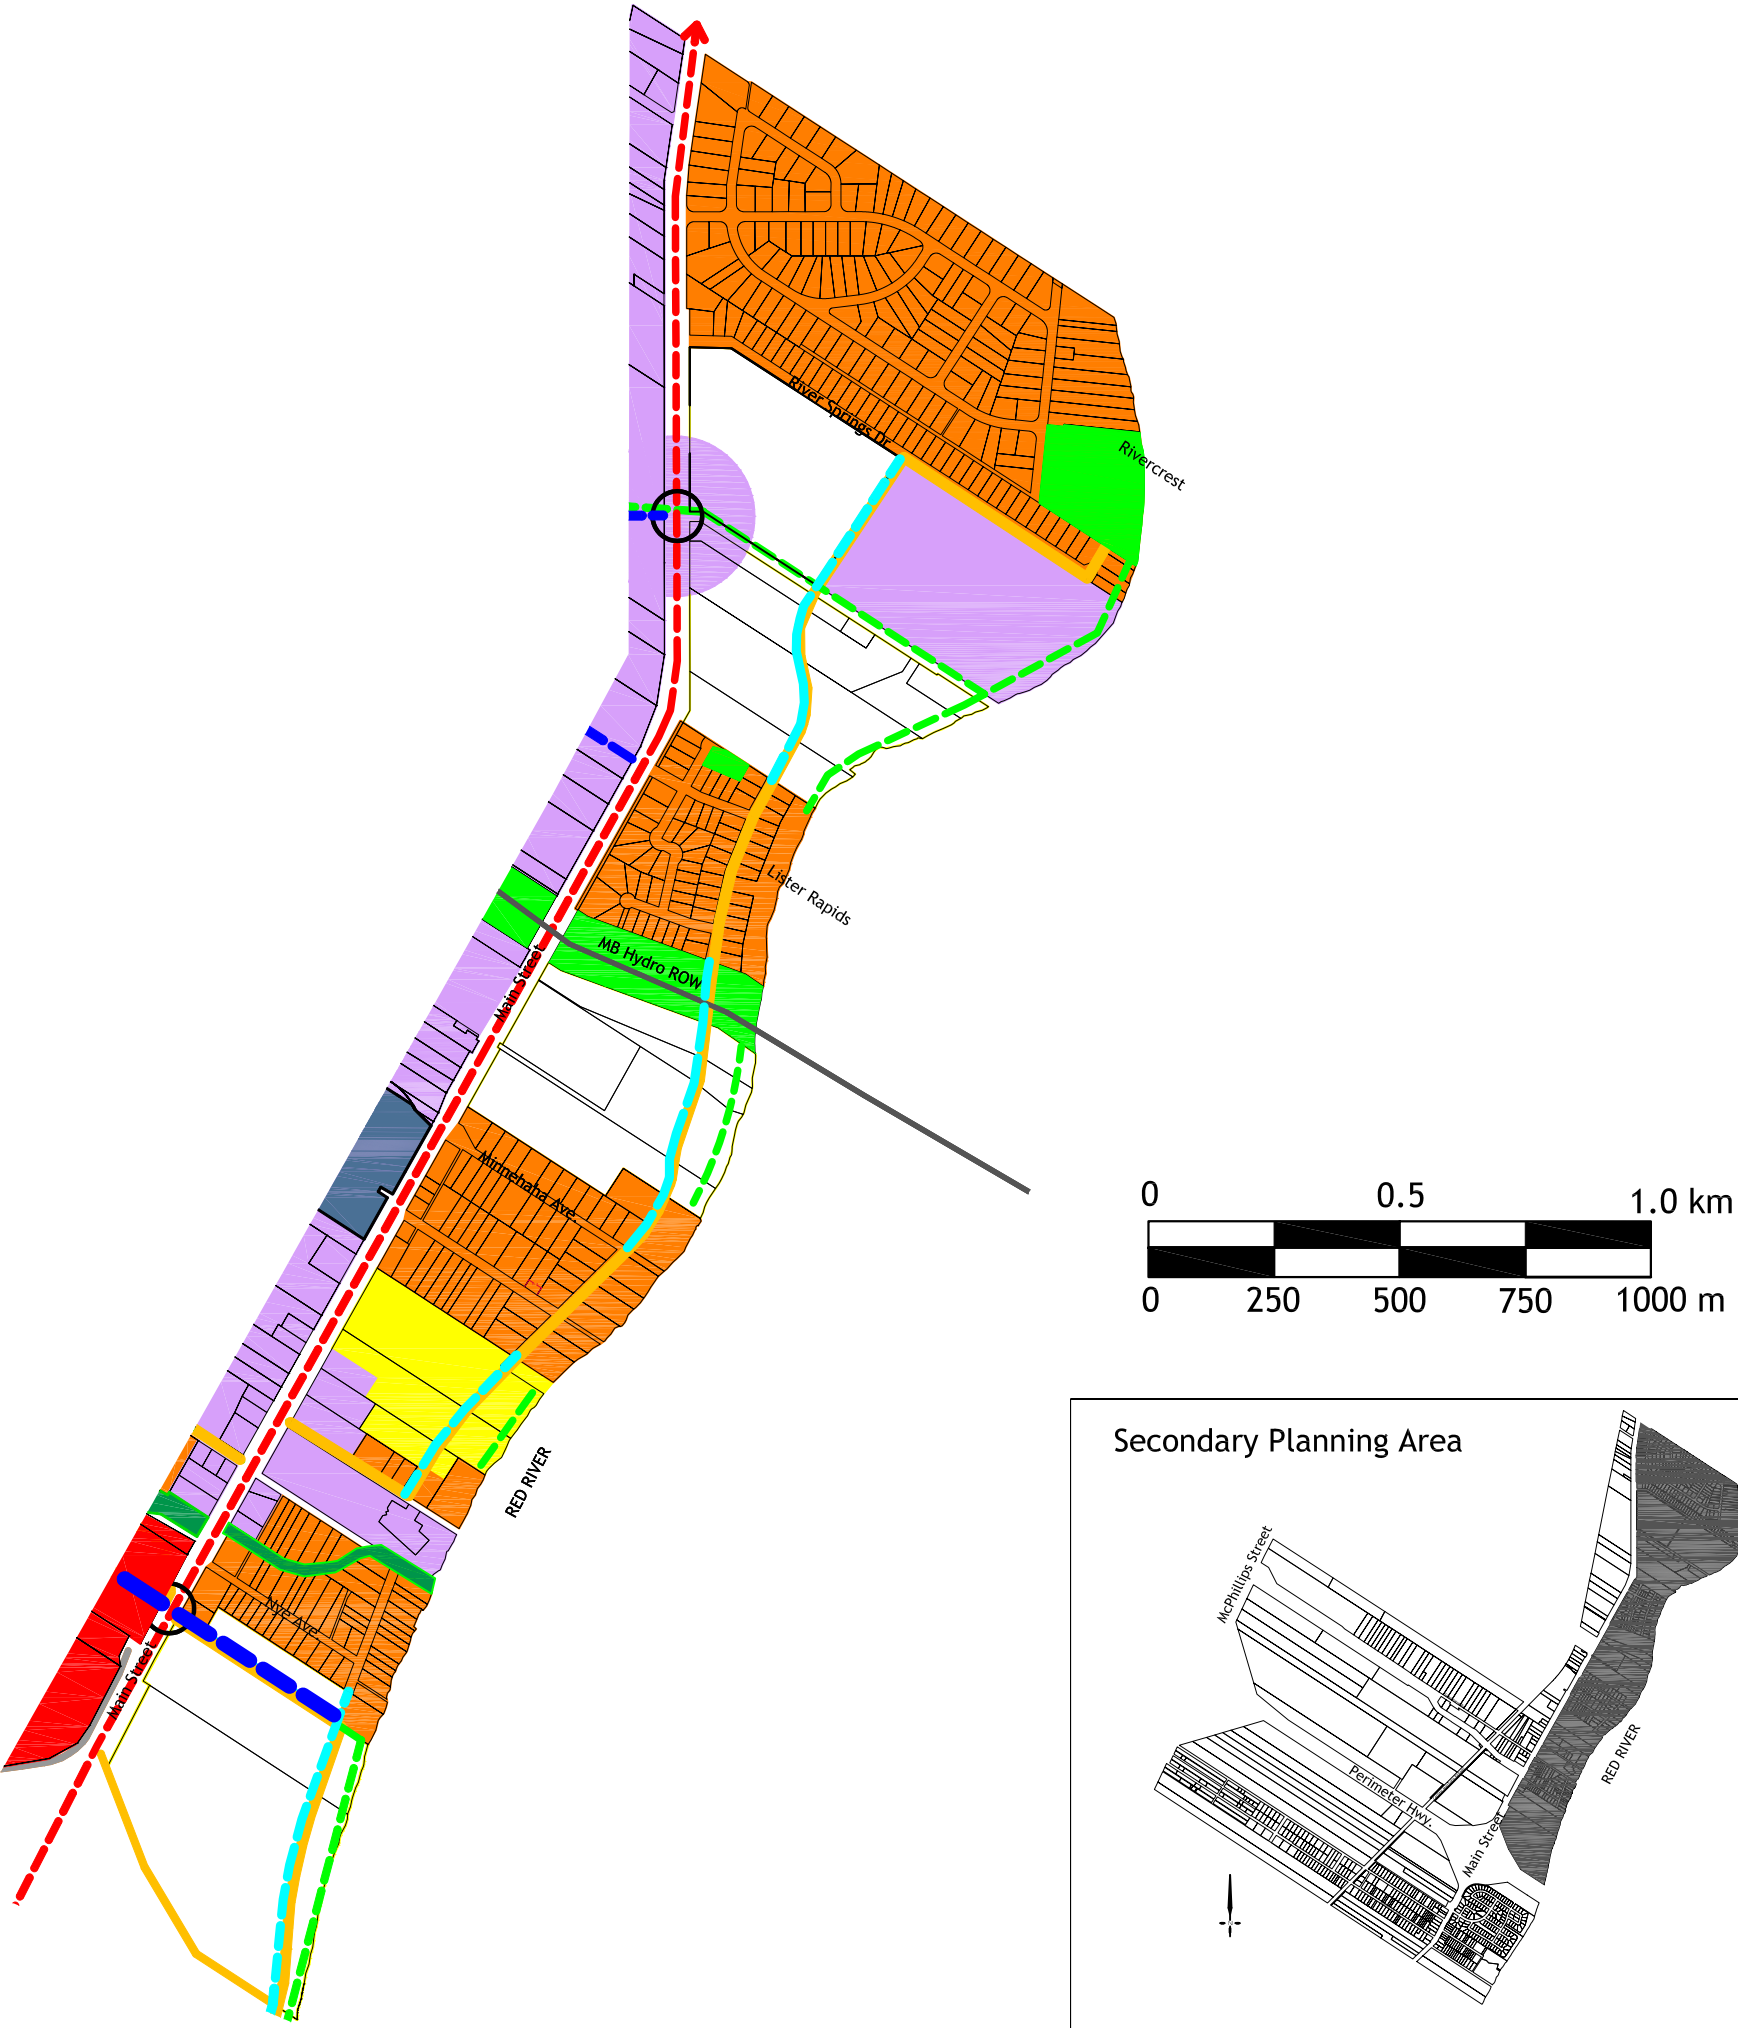 River Springs Dr.
Rivercrest
Lister Rapids
MB Hydro ROW
Main Street
Minnehaha Ave.
0 0.5 1.0 km
0 250 500 750 1000 m
RED RIVER
Nye Ave.
Main Street
Secondary Planning Area
McPhillips Street
Perimeter Hwy.
Main Street
RED RIVER